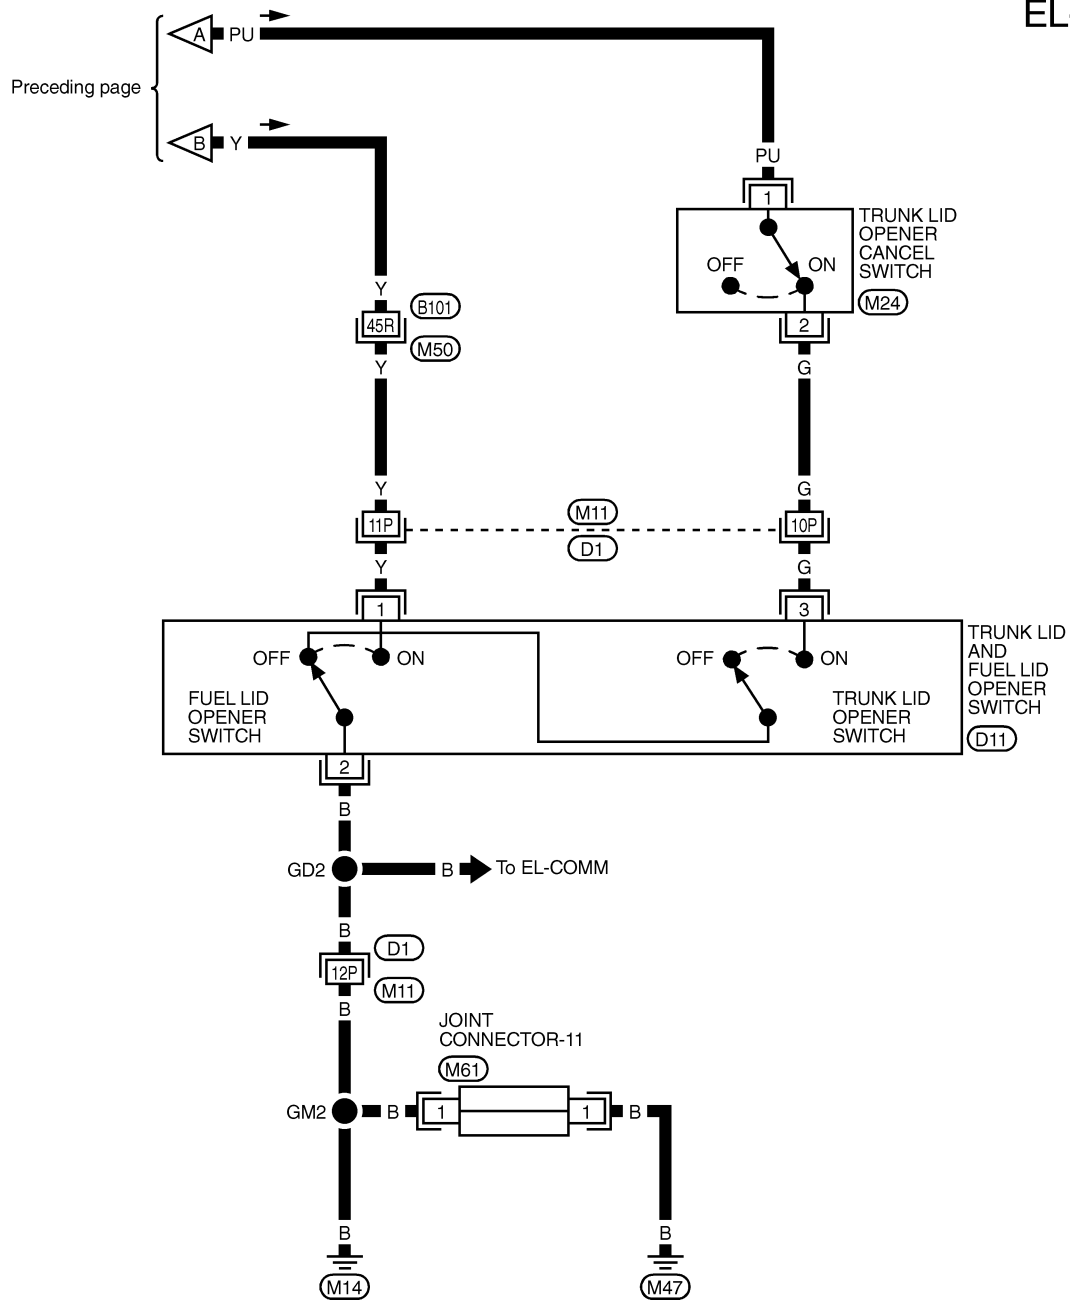 EL-
A PU
Preceding page
B Y
PU
1
TRUNK LID
OPENER
CANCEL
SWITCH
OFF ON
M24
2
Y
B101
45R
M50
Y
G
Y
G
11P
M11
D1
10P
Y
G
1
3
TRUNK LID
AND
FUEL LID
OPENER
SWITCH
D11
OFF ON
OFF ON
FUEL LID
OPENER
SWITCH
TRUNK LID
OPENER
SWITCH
2
B
GD2
B To EL-COMM
B
D1
12P
M11
B
JOINT
CONNECTOR-11
M61
GM2 B 1 1 B
B
B
M14
M47